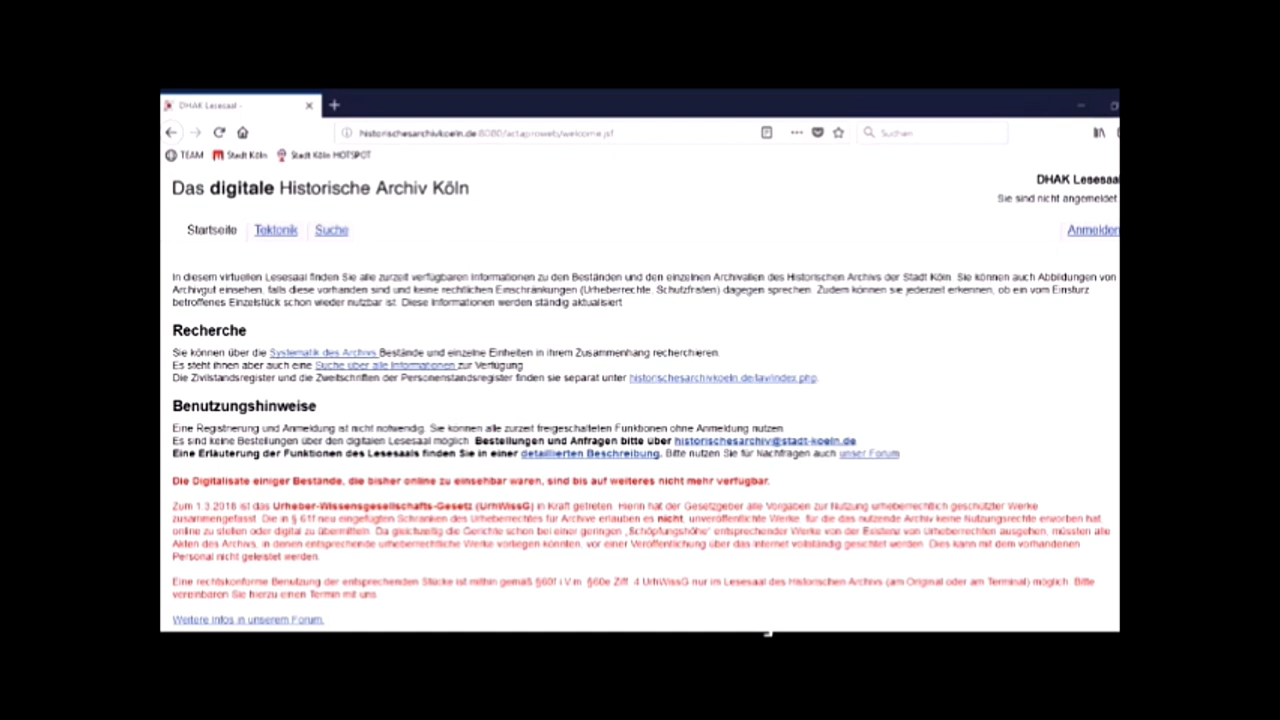 DHAK Lesesaal -
historischesarchivkoeln.de:8080/actaproweb/welcome.jsf
Suchen
TEAM Stadt Köln Stadt Köln HOTSPOT
Das digitale Historische Archiv Köln
DHAK Lesesaal
Sie sind nicht angemeldet
Startseite Tektonik Suche
Anmelden
In diesem virtuellen Lesesaal finden Sie alle zurzeit verfügbaren Informationen zu den Beständen und den einzelnen Archivalien des Historischen Archivs der Stadt Köln. Sie können auch Abbildungen von
Archivgut einsehen, falls diese vorhanden sind und keine rechtlichen Einschränkungen (Urheberrechte, Schutzfristen) dagegen sprechen. Zudem können sie jederzeit erkennen, ob ein vom Einsturz
betroffenes Einzelstück schon wieder nutzbar ist. Diese Informationen werden ständig aktualisiert.
Recherche
Sie können über die Systematik des Archivs Bestände und einzelne Einheiten in ihrem Zusammenhang recherchieren.
Es steht ihnen aber auch eine Suche über alle Informationen zur Verfügung.
Die Zivilstandsregister und die Zweitschriften der Personenstandsregister finden sie separat unter historischesarchivkoeln.de/lav/index.php.
Benutzungshinweise
Eine Registrierung und Anmeldung ist nicht notwendig. Sie können alle zurzeit freigeschalteten Funktionen ohne Anmeldung nutzen.
Es sind keine Bestellungen über den digitalen Lesesaal möglich. Bestellungen und Anfragen bitte über historischesarchiv@stadt-koeln.de.
Eine Erläuterung der Funktionen des Lesesaals finden Sie in einer detaillierten Beschreibung. Bitte nutzen Sie für Nachfragen auch unser Forum
Die Digitalisate einiger Bestände, die bisher online zu einsehbar waren, sind bis auf weiteres nicht mehr verfügbar.
Zum 1.3.2018 ist das Urheber-Wissensgesellschafts-Gesetz (UrhWissG) in Kraft getreten. Hierin hat der Gesetzgeber alle Vorgaben zur Nutzung urheberrechtlich geschützter Werke
zusammengefasst. Die in § 61f neu eingefügten Schranken des Urheberrechtes für Archive erlauben es nicht, unveröffentlichte Werke, für die das nutzende Archiv keine Nutzungsrechte erworben hat
online zu stellen oder digital zu übermitteln. Da gleichzeitig die Gerichte schon bei einer geringen „Schöpfungshöhe“ entsprechender Werke von der Existenz von Urheberrechten ausgehen, müssten alle
Akten des Archivs, in denen entsprechende urheberrechtliche Werke vorliegen könnten, vor einer Veröffentlichung über das Internet vollständig gesichtet werden. Dies kann mit dem vorhandenen
Personal nicht geleistet werden.
Eine rechtskonforme Benutzung der entsprechenden Stücke ist mithin gemäß §60f i.V.m. §60e Ziff. 4 UrhWissG nur im Lesesaal des Historischen Archivs (am Original oder am Terminal) möglich. Bitte
vereinbaren Sie hierzu einen Termin mit uns.
Weitere Infos in unserem Forum.